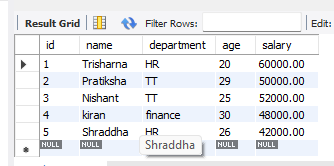 Result Grid Filter Rows: Edit:
id name department age salary
1 Trisharna HR 20 60000.00
2 Pratiksha TT 29 50000.00
3 Nishant TT 25 52000.00
4 kiran finance 30 48000.00
5 Shraddha HR 26 42000.00
NULL NULL NULL NULL NULL
Shraddha